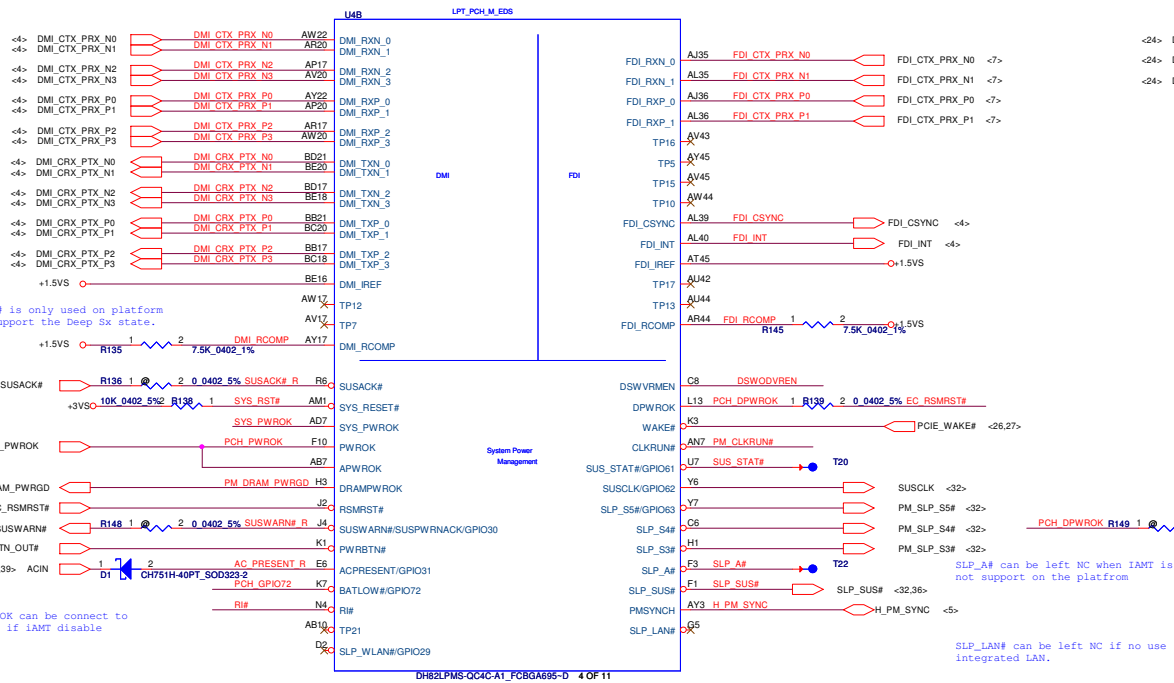 LPT_PCH_M_EDS
U4B
<4> DMI_CTX_PRX_N0 DMI_CTX_PRX_N0 AW22 DMI_RXN_0
<4> DMI_CTX_PRX_N1 DMI_CTX_PRX_N1 AR20 DMI_RXN_1
<4> DMI_CTX_PRX_N2 DMI_CTX_PRX_N2 AP17 DMI_RXN_2
<4> DMI_CTX_PRX_N3 DMI_CTX_PRX_N3 AV20 DMI_RXN_3
<4> DMI_CTX_PRX_P0 DMI_CTX_PRX_P0 AY22 DMI_RXP_0
<4> DMI_CTX_PRX_P1 DMI_CTX_PRX_P1 AP20 DMI_RXP_1
<4> DMI_CTX_PRX_P2 DMI_CTX_PRX_P2 AR17 DMI_RXP_2
<4> DMI_CTX_PRX_P3 DMI_CTX_PRX_P3 AW20 DMI_RXP_3
<4> DMI_CRX_PTX_N0 DMI_CRX_PTX_N0 BD21 DMI_TXN_0
<4> DMI_CRX_PTX_N1 DMI_CRX_PTX_N1 BE20 DMI_TXN_1
<4> DMI_CRX_PTX_N2 DMI_CRX_PTX_N2 BD17 DMI_TXN_2
<4> DMI_CRX_PTX_N3 DMI_CRX_PTX_N3 BE18 DMI_TXN_3
<4> DMI_CRX_PTX_P0 DMI_CRX_PTX_P0 BB21 DMI_TXP_0
<4> DMI_CRX_PTX_P1 DMI_CRX_PTX_P1 BC20 DMI_TXP_1
<4> DMI_CRX_PTX_P2 DMI_CRX_PTX_P2 BB17 DMI_TXP_2
<4> DMI_CRX_PTX_P3 DMI_CRX_PTX_P3 BC18 DMI_TXP_3
+1.5VS BE16 DMI_IREF
# is only used on platform
upport the Deep Sx state.
AW17 TP12
AV17 TP7
+1.5VS R135 1 2 7.5K_0402_1% DMI_RCOMP AY17 DMI_RCOMP
DMI
FDI
FDI_RXN_0 AJ35 FDI_CTX_PRX_N0 FDI_CTX_PRX_N0 <7>
FDI_RXN_1 AL35 FDI_CTX_PRX_N1 FDI_CTX_PRX_N1 <7>
FDI_RXP_0 AJ36 FDI_CTX_PRX_P0 FDI_CTX_PRX_P0 <7>
FDI_RXP_1 AL36 FDI_CTX_PRX_P1 FDI_CTX_PRX_P1 <7>
TP16 AV43
TP5 AY45
TP15 AV45
TP10 AW44
FDI_CSYNC AL39 FDI_CSYNC FDI_CSYNC <4>
FDI_INT AL40 FDI_INT FDI_INT <4>
FDI_IREF AT45 +1.5VS
TP17 AU42
TP13 AU44
FDI_RCOMP AR44 FDI_RCOMP R145 1 2 7.5K_0402_1% +1.5VS
<24> D
<24> D
SUSACK# R136 1 @ 2 0_0402_5% SUSACK#_R R6 SUSACK#
+3VS 10K_0402_5% 2 R138 1 SYS_RST# AM1 SYS_RESET#
SYS_PWROK AD7 SYS_PWROK
_PWROK PCH_PWROK F10 PWROK
AB7 APWROK
AM_PWRGD PM_DRAM_PWRGD H3 DRAMPWROK
C_RSMRST# J2 RSMRST#
SUSWARN# R148 1 @ 2 0_0402_5% SUSWARN#_R J4 SUSWARN#/SUSPWRNACK/GPIO30
TN_OUT# K1 PWRBTN#
39> ACIN 1 D1 2 CH751H-40PT_SOD323-2 AC_PRESENT_R E6 ACPRESENT/GPIO31
PCH_GPIO72 K7 BATLOW#/GPIO72
RI# N4 RI#
OK can be connect to
if iAMT disable
AB10 TP21
D2 SLP_WLAN#/GPIO29
System Power
Management
DSWVRMEN C8 DSWODVREN
DPWROK L13 PCH_DPWROK 1 R139 2 0_0402_5% EC_RSMRST#
WAKE# K3 PCIE_WAKE# <26,27>
CLKRUN# AN7 PM_CLKRUN#
SUS_STAT#/GPIO61 U7 SUS_STAT# T20
SUSCLK/GPIO62 Y6 SUSCLK <32>
SLP_S5#/GPIO63 Y7 PM_SLP_S5# <32>
SLP_S4# C6 PM_SLP_S4# <32>
SLP_S3# H1 PM_SLP_S3# <32>
SLP_A# F3 SLP_A# T22
SLP_SUS# F1 SLP_SUS# SLP_SUS# <32,36>
PMSYNCH AY3 H_PM_SYNC H_PM_SYNC <5>
SLP_LAN# G5
PCH_DPWROK R149 1 @
SLP_A# can be left NC when IAMT is
not support on the platfrom
SLP_LAN# can be left NC if no use
integrated LAN.
DH82LPMS-QC4C-A1_FCBGA695~D 4 OF 11